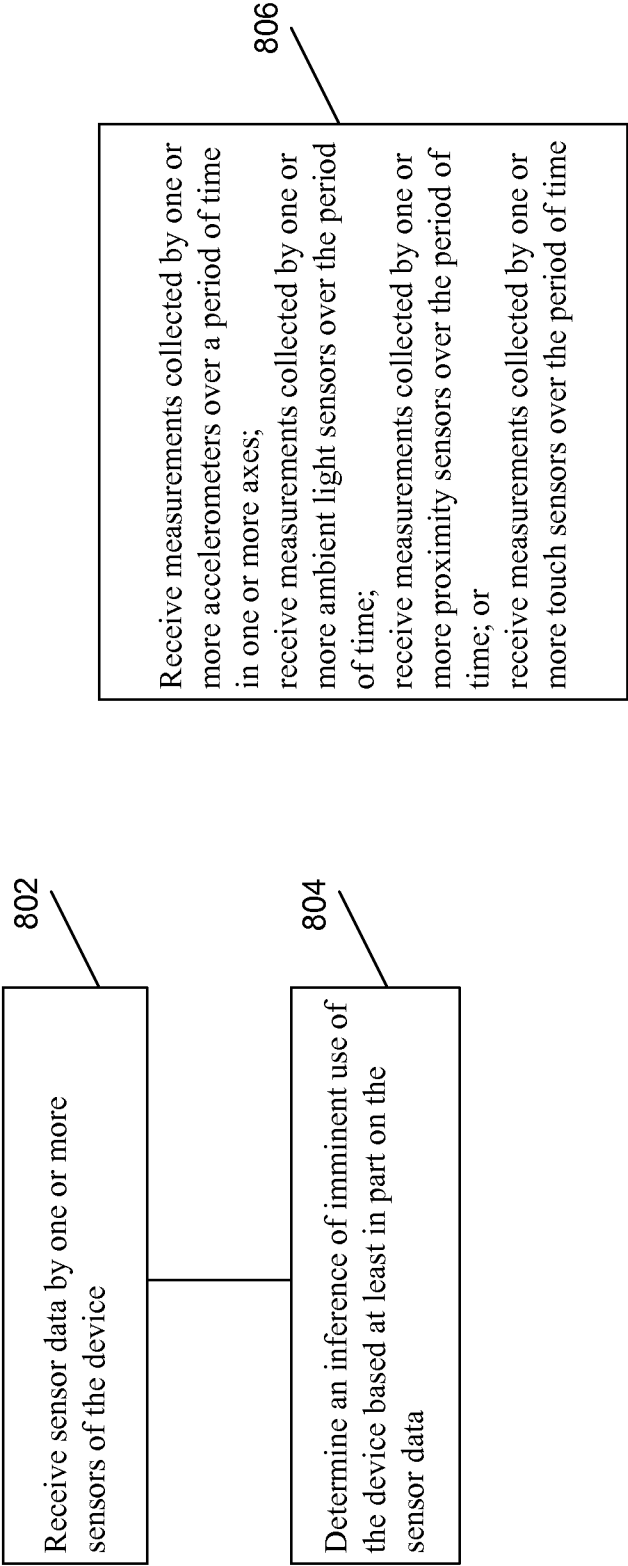 802
Receive sensor data by one or more
sensors of the device
804
Determine an inference of imminent use of
the device based at least in part on the
sensor data
806
Receive measurements collected by one or
more accelerometers over a period of time
in one or more axes;
receive measurements collected by one or
more ambient light sensors over the period
of time;
receive measurements collected by one or
more proximity sensors over the period of
time; or
receive measurements collected by one or
more touch sensors over the period of time